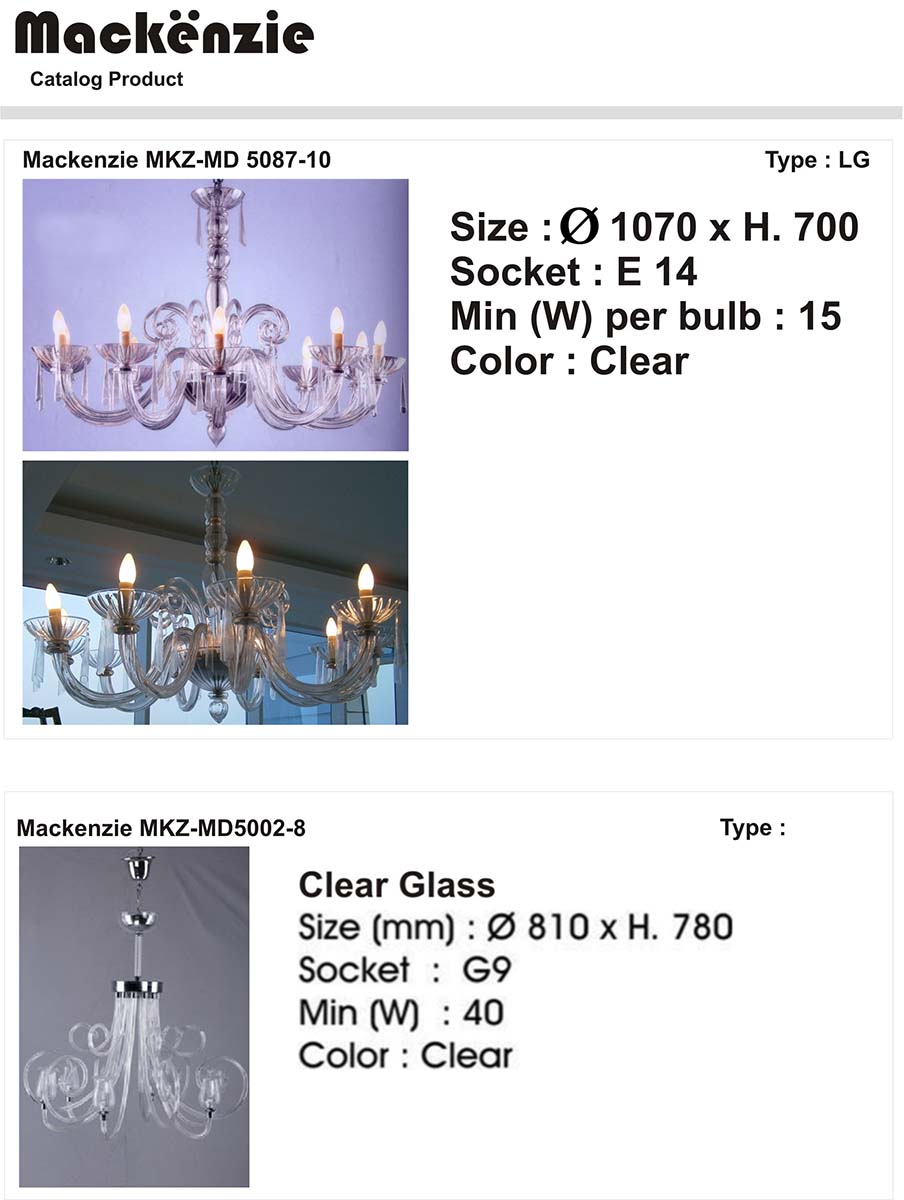 Mackënzie
Catalog Product
Mackenzie MKZ-MD 5087-10
Type : LG
Size : Ø 1070 x H. 700
Socket : E 14
Min (W) per bulb : 15
Color : Clear
Mackenzie MKZ-MD5002-8
Type :
Clear Glass
Size (mm) : Ø 810 x H. 780
Socket : G9
Min (W) : 40
Color : Clear